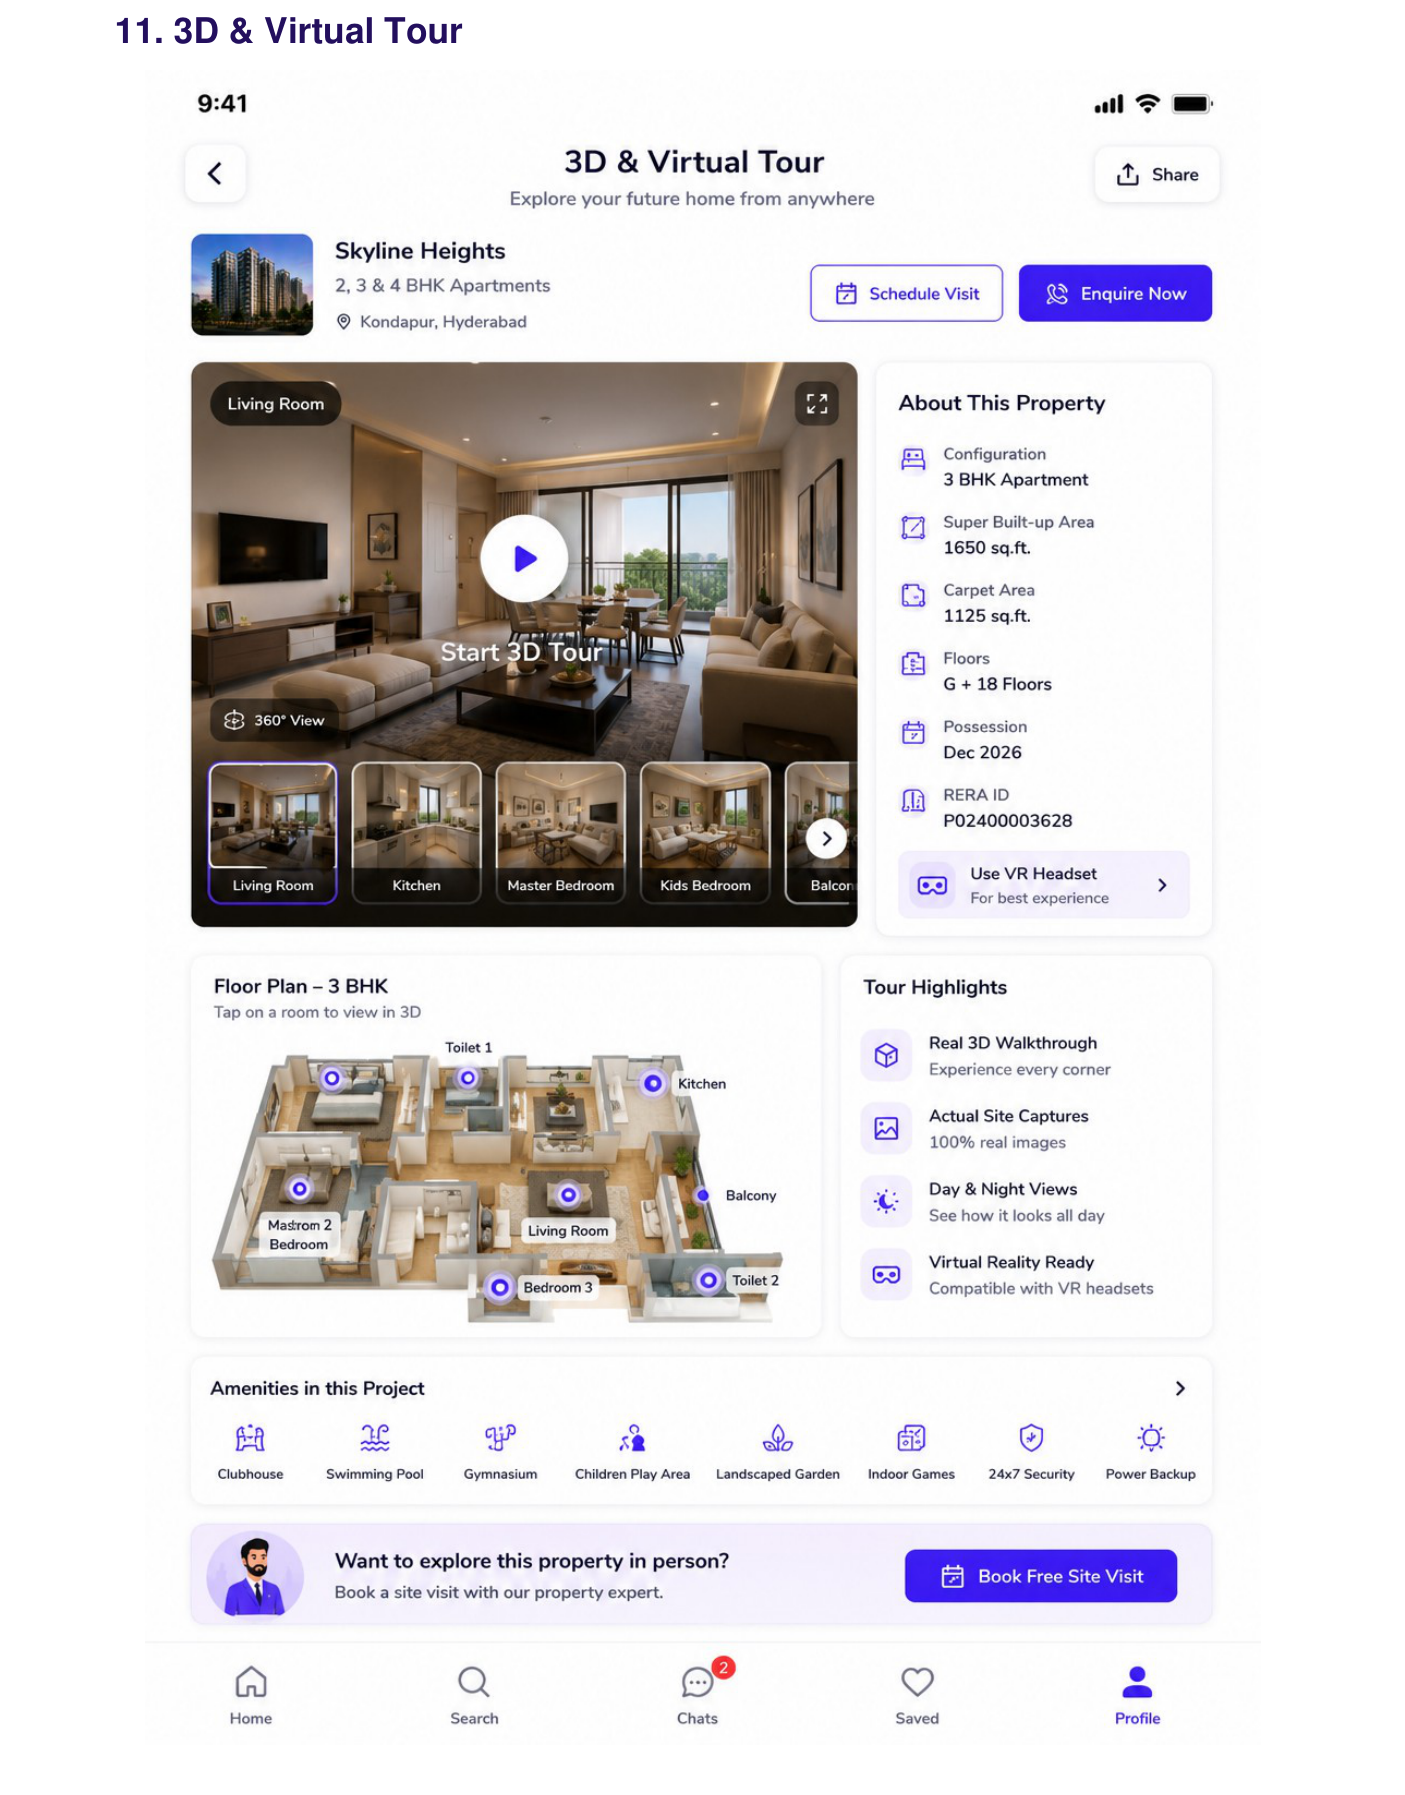 11. 3D & Virtual Tour
9:41
3D & Virtual Tour
Explore your future home from anywhere
Share
Skyline Heights
2, 3 & 4 BHK Apartments
Kondapur, Hyderabad
Schedule Visit
Enquire Now
Living Room
Start 3D Tour
360° View
Living Room
Kitchen
Master Bedroom
Kids Bedroom
Balcon
About This Property
Configuration
3 BHK Apartment
Super Built-up Area
1650 sq.ft.
Carpet Area
1125 sq.ft.
Floors
G + 18 Floors
Possession
Dec 2026
RERA ID
P02400003628
Use VR Headset
For best experience
Floor Plan – 3 BHK
Tap on a room to view in 3D
Toilet 1
Kitchen
Balcony
Mastrom 2
Bedroom
Living Room
Bedroom 3
Toilet 2
Tour Highlights
Real 3D Walkthrough
Experience every corner
Actual Site Captures
100% real images
Day & Night Views
See how it looks all day
Virtual Reality Ready
Compatible with VR headsets
Amenities in this Project
Clubhouse
Swimming Pool
Gymnasium
Children Play Area
Landscaped Garden
Indoor Games
24x7 Security
Power Backup
Want to explore this property in person?
Book a site visit with our property expert.
Book Free Site Visit
Home
Search
2
Chats
Saved
Profile